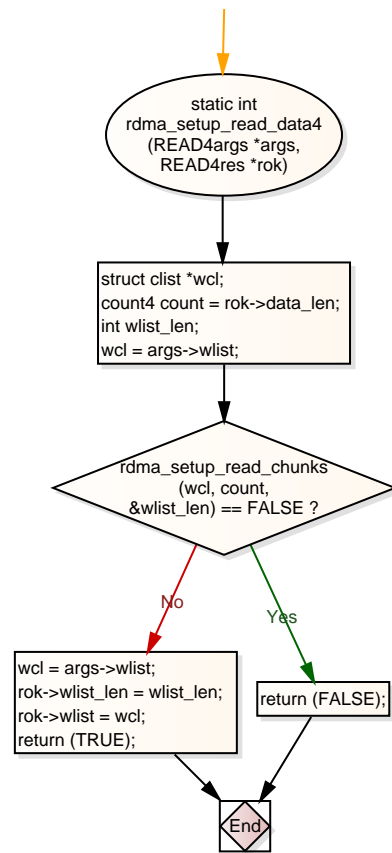 static int
rdma_setup_read_data4
(READ4args *args,
READ4res *rok)
struct clist *wcl;
count4 count = rok->data_len;
int wlist_len;
wcl = args->wlist;
rdma_setup_read_chunks
(wcl, count,
&wlist_len) == FALSE ?
No
Yes
wcl = args->wlist;
rok->wlist_len = wlist_len;
rok->wlist = wcl;
return (TRUE);
return (FALSE);
End